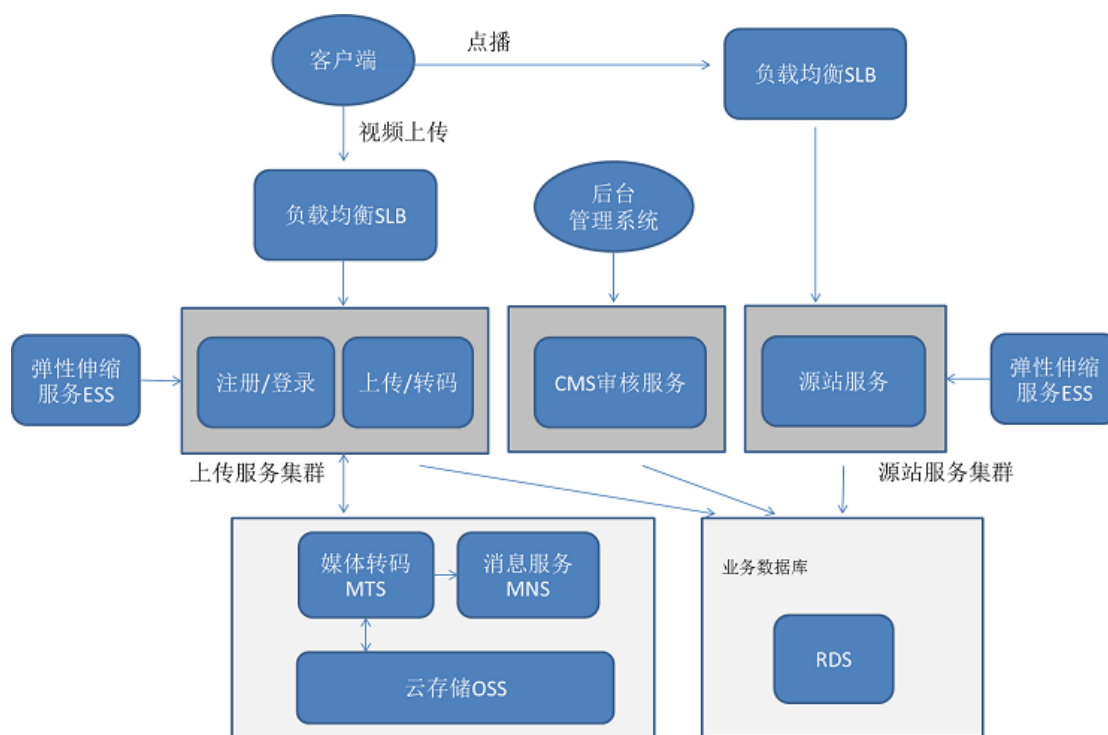 客户端
点播
负载均衡SLB
视频上传
负载均衡SLB
后台
管理系统
弹性伸缩
服务ESS
注册/登录
上传/转码
CMS审核服务
源站服务
弹性伸缩
服务ESS
上传服务集群
源站服务集群
媒体转码
MTS
消息服务
MNS
业务数据库
云存储OSS
RDS